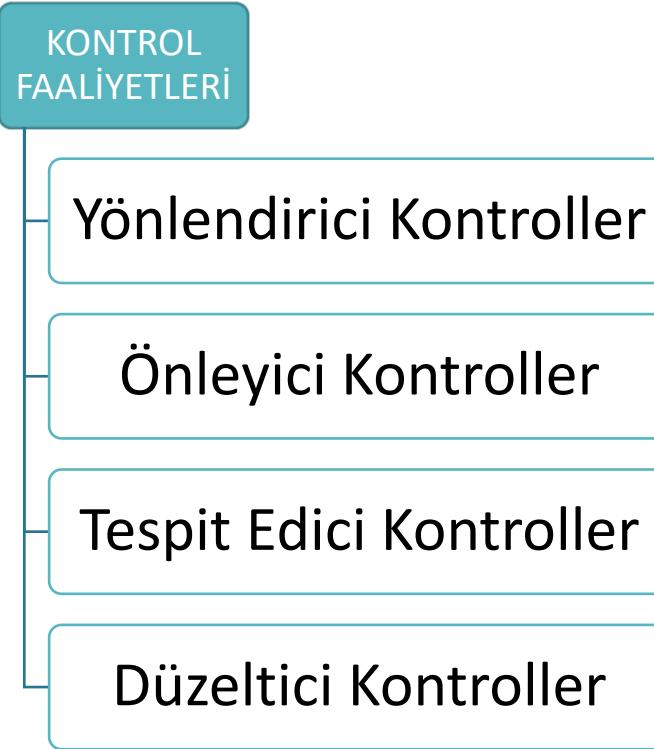 KONTROL
FAALİYETLERİ
Yönlendirici Kontroller
Önleyici Kontroller
Tespit Edici Kontroller
Düzeltici Kontroller